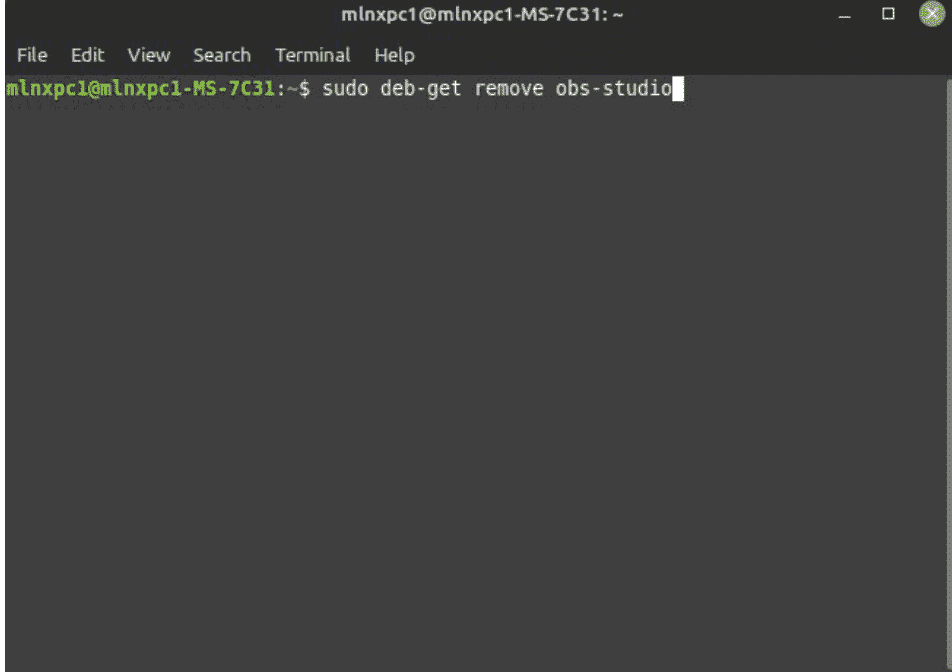 mlnxpc1@mlnxpc1-MS-7C31: ~
File Edit View Search Terminal Help
mlnxpc1@mlnxpc1-MS-7C31:~$ sudo deb-get remove obs-studio